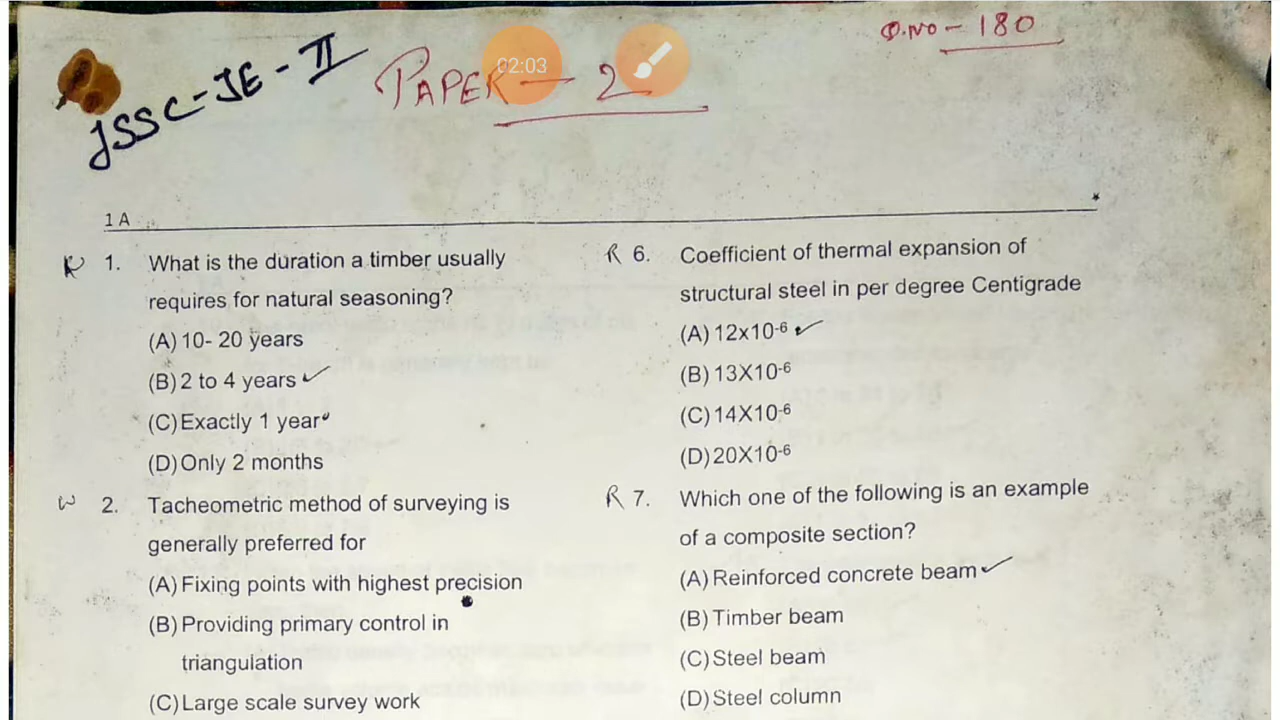 JSSC-JE-II
PAPER - 2
Q.NO - 180
02:03
1 A
R 1. What is the duration a timber usually
requires for natural seasoning?
(A) 10- 20 years
(B) 2 to 4 years ✓
(C) Exactly 1 year
(D) Only 2 months
W 2. Tacheometric method of surveying is
generally preferred for
(A) Fixing points with highest precision
(B) Providing primary control in
triangulation
(C) Large scale survey work
R 6. Coefficient of thermal expansion of
structural steel in per degree Centigrade
(A) 12x10⁻⁶ ✓
(B) 13X10⁻⁶
(C) 14X10⁻⁶
(D) 20X10⁻⁶
R 7. Which one of the following is an example
of a composite section?
(A) Reinforced concrete beam ✓
(B) Timber beam
(C) Steel beam
(D) Steel column